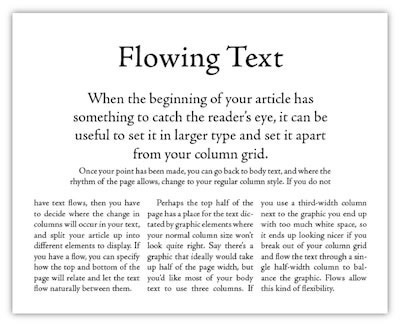 Flowing Text
When the beginning of your article has
something to catch the reader's eye, it can be
useful to set it in larger type and set it apart
from your column grid.
Once your point has been made, you can go back to body text, and where the
rhythm of the page allows, change to your regular column style. If you do not
have text flows, then you have
to decide where the change in
columns will occur in your text,
and split your article up into
different elements to display. If
you have a flow, you can specify
how the top and bottom of the
page will relate and let the text
flow naturally between them.
Perhaps the top half of the
page has a place for the text dic-
tated by graphic elements where
your normal column size won't
look quite right. Say there's a
graphic that ideally would take
up half of the page width, but
you'd like most of your body
text to use three columns. If
you use a third-width column
next to the graphic you end up
with too much white space, so
it ends up looking nicer if you
break out of your column grid
and flow the text through a sin-
gle half-width column to bal-
ance the graphic. Flows allow
this kind of flexibility.